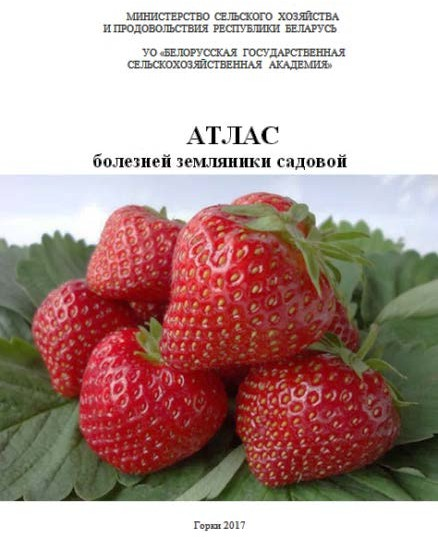 МИНИСТЕРСТВО СЕЛЬСКОГО ХОЗЯЙСТВА
И ПРОДОВОЛЬСТВИЯ РЕСПУБЛИКИ БЕЛАРУСЬ
УО «БЕЛОРУССКАЯ ГОСУДАРСТВЕННАЯ
СЕЛЬСКОХОЗЯЙСТВЕННАЯ АКАДЕМИЯ»
АТЛАС
болезней земляники садовой
Горки 2017